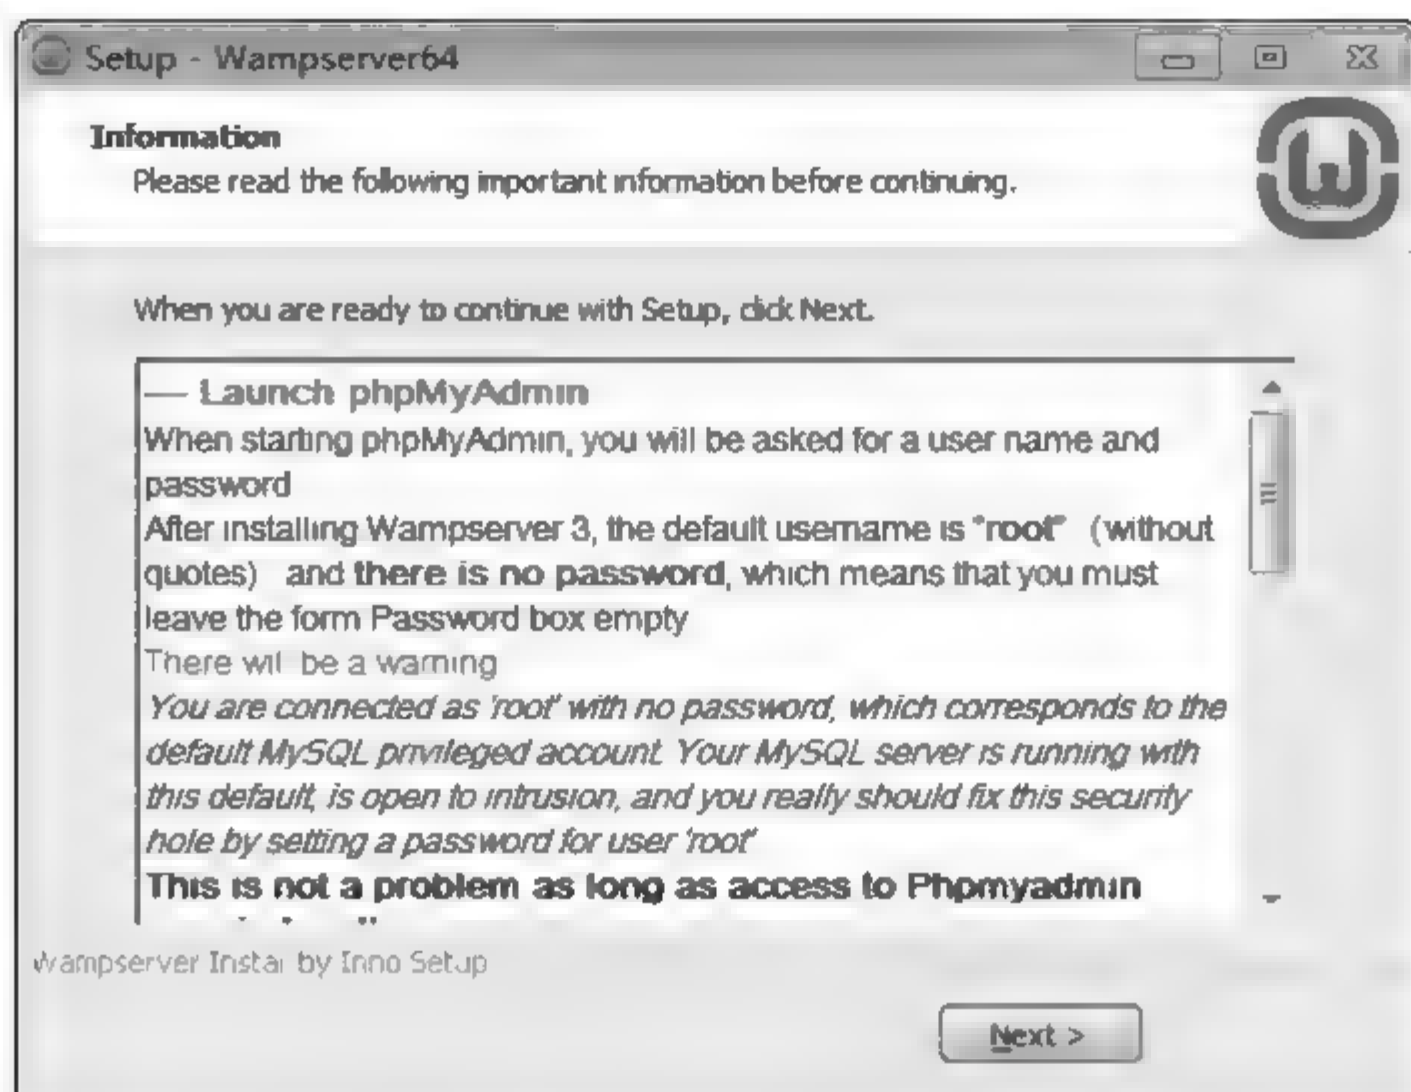 Setup - Wampserver64
Information
Please read the following important information before continuing.
When you are ready to continue with Setup, click Next.
— Launch phpMyAdmin
When starting phpMyAdmin, you will be asked for a user name and
password
After installing Wampserver 3, the default username is "root" (without
quotes) and there is no password, which means that you must
leave the form Password box empty
There will be a warning
You are connected as 'root' with no password, which corresponds to the
default MySQL privileged account. Your MySQL server is running with
this default, is open to intrusion, and you really should fix this security
hole by setting a password for user 'root'
This is not a problem as long as access to Phpmyadmin
Wampserver Instal by Inno Setup
Next >